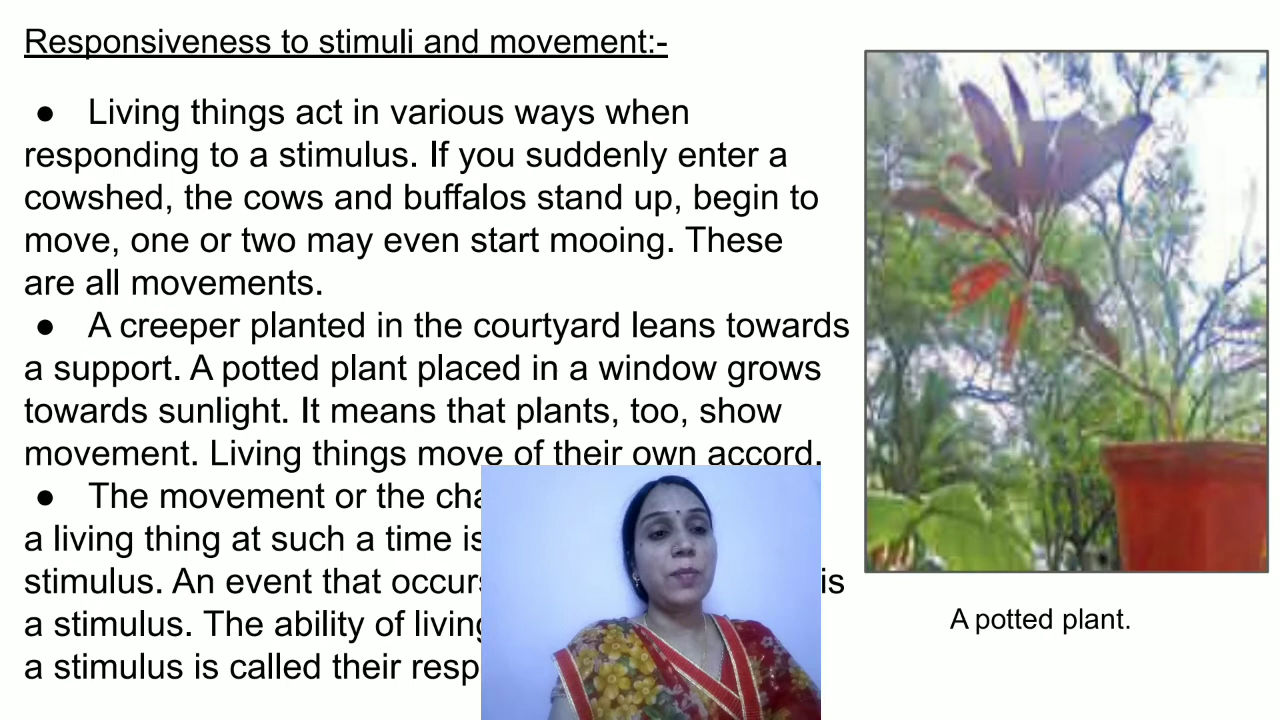 Responsiveness to stimuli and movement:-
● Living things act in various ways when
responding to a stimulus. If you suddenly enter a
cowshed, the cows and buffalos stand up, begin to
move, one or two may even start mooing. These
are all movements.
● A creeper planted in the courtyard leans towards
a support. A potted plant placed in a window grows
towards sunlight. It means that plants, too, show
movement. Living things move of their own accord.
● The movement or the
a living thing at such a time is
stimulus. An event that occurs is
a stimulus. The ability of living
a stimulus is called their
A potted plant.